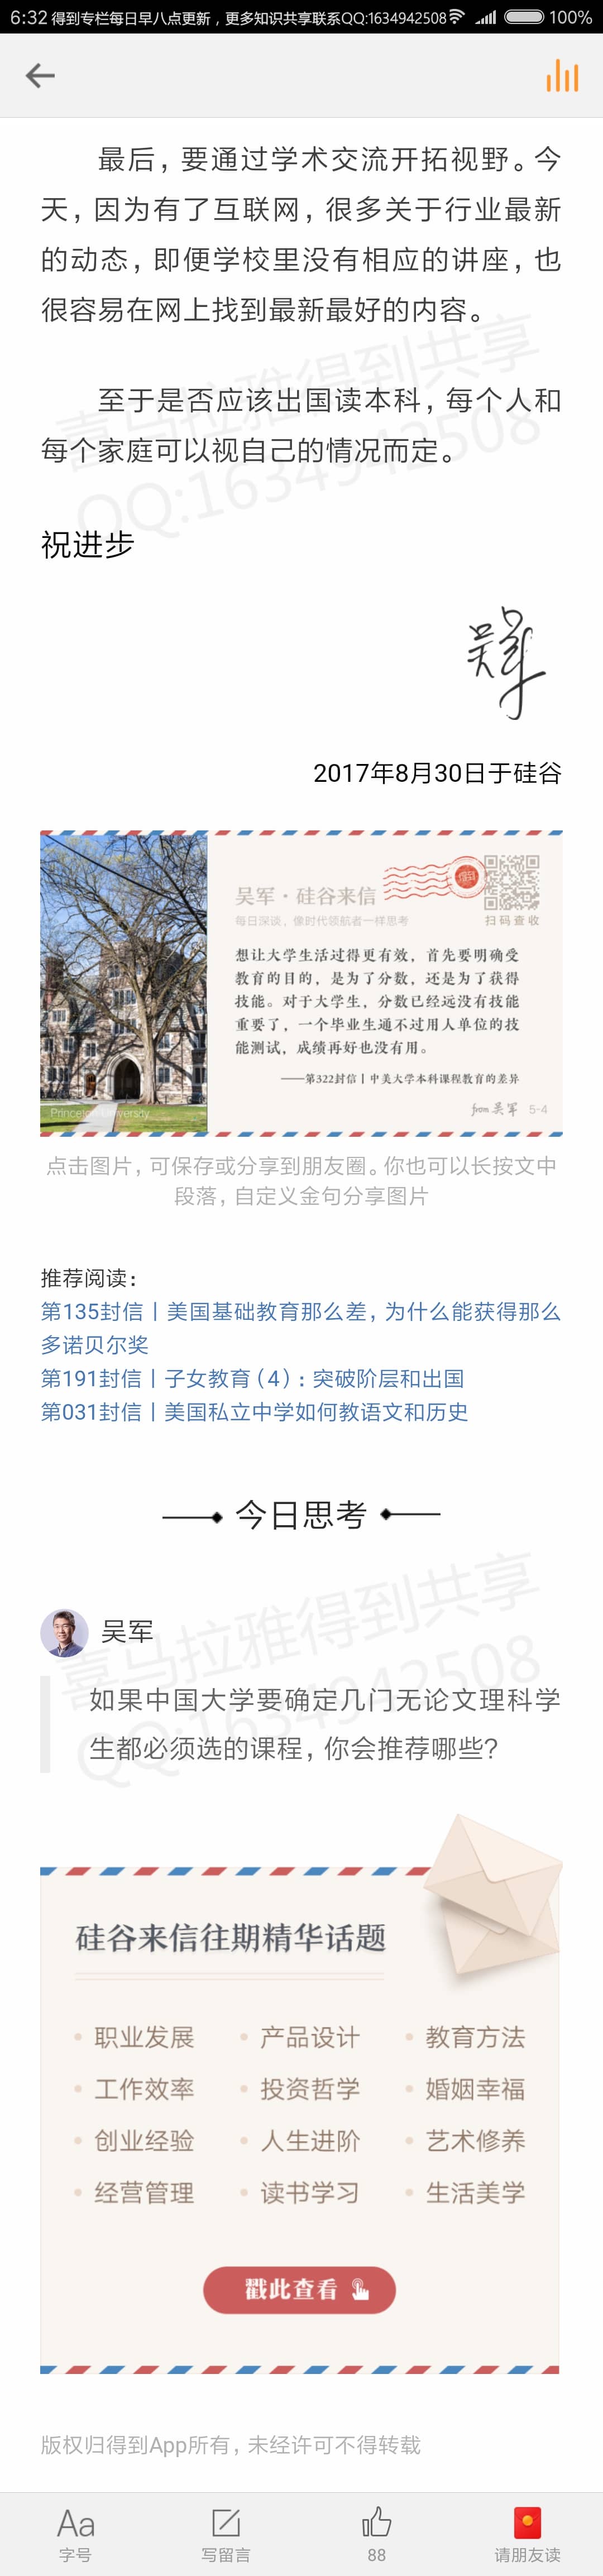 6:32 得到专栏每日早八点更新，更多知识共享联系QQ:1634942508 100%
最后，要通过学术交流开拓视野。今
天，因为有了互联网，很多关于行业最新
的动态，即便学校里没有相应的讲座，也
很容易在网上找到最新最好的内容。
喜马拉雅得到共享
QQ:1634942508
至于是否应该出国读本科，每个人和
每个家庭可以视自己的情况而定。
祝进步
吴军
2017年8月30日于硅谷
吴军·硅谷来信
每日深谈，像时代领航者一样思考
扫码查收
想让大学生活过得更有效，首先要明确受
教育的目的，是为了分数，还是为了获得
技能。对于大学生，分数已经远没有技能
重要了，一个毕业生通不过用人单位的技
能测试，成绩再好也没有用。
——第322封信丨中美大学本科课程教育的差异
from 吴军 5-4
Princeton University
点击图片，可保存或分享到朋友圈。你也可以长按文中
段落，自定义金句分享图片
推荐阅读：
第135封信丨美国基础教育那么差，为什么能获得那么
多诺贝尔奖
第191封信丨子女教育（4）：突破阶层和出国
第031封信丨美国私立中学如何教语文和历史
今日思考
喜马拉雅得到共享
QQ:1634942508
吴军
如果中国大学要确定几门无论文理科学
生都必须选的课程，你会推荐哪些？
硅谷来信往期精华话题
• 职业发展 • 产品设计 • 教育方法
• 工作效率 • 投资哲学 • 婚姻幸福
• 创业经验 • 人生进阶 • 艺术修养
• 经营管理 • 读书学习 • 生活美学
戳此查看
版权归得到App所有，未经许可不得转载
Aa
字号 写留言 88 请朋友读